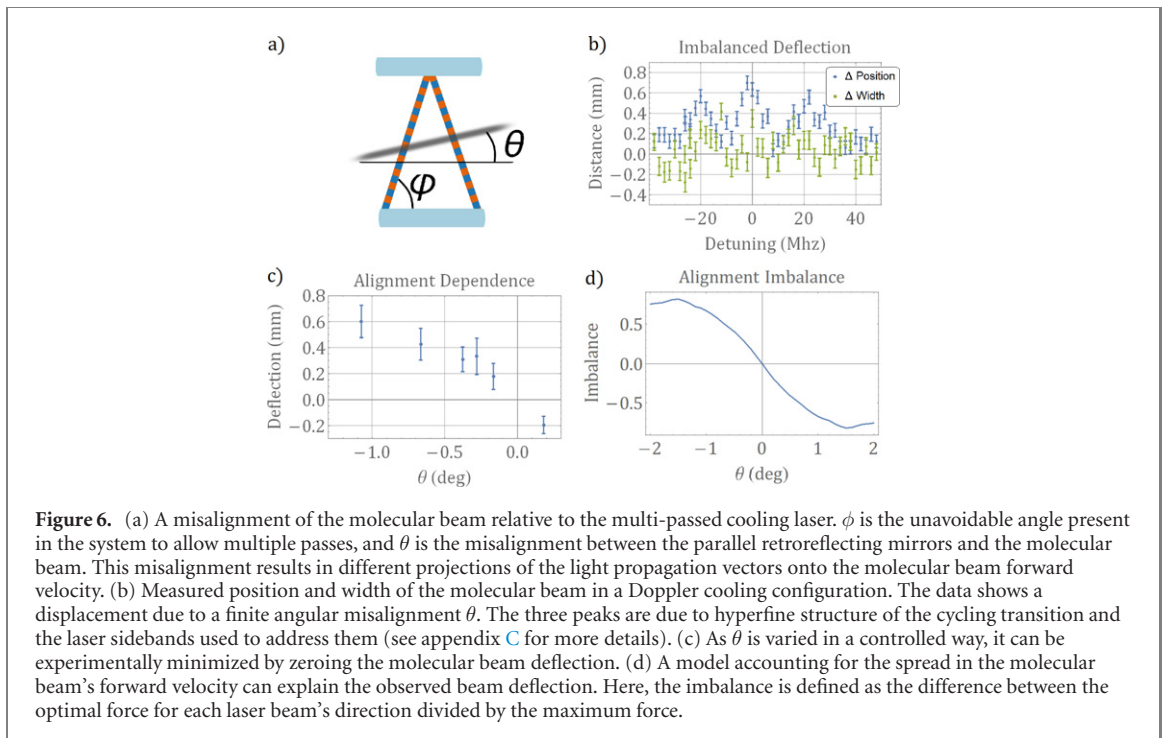 a)
θ
φ
b)
Imbalanced Deflection
Δ Position
Δ Width
Distance (mm)
0.8
0.6
0.4
0.2
0.0
−0.2
−0.4
−20 0 20 40
Detuning (Mhz)
c)
Alignment Dependence
Deflection (mm)
0.8
0.6
0.4
0.2
0.0
−0.2
−1.0 −0.5 0.0
θ (deg)
d)
Alignment Imbalance
Imbalance
0.5
0.0
−0.5
−2 −1 0 1 2
θ (deg)
Figure 6. (a) A misalignment of the molecular beam relative to the multi-passed cooling laser. ϕ is the unavoidable angle present
in the system to allow multiple passes, and θ is the misalignment between the parallel retroreflecting mirrors and the molecular
beam. This misalignment results in different projections of the light propagation vectors onto the molecular beam forward
velocity. (b) Measured position and width of the molecular beam in a Doppler cooling configuration. The data shows a
displacement due to a finite angular misalignment θ. The three peaks are due to hyperfine structure of the cycling transition and
the laser sidebands used to address them (see appendix C for more details). (c) As θ is varied in a controlled way, it can be
experimentally minimized by zeroing the molecular beam deflection. (d) A model accounting for the spread in the molecular
beam's forward velocity can explain the observed beam deflection. Here, the imbalance is defined as the difference between the
optimal force for each laser beam's direction divided by the maximum force.